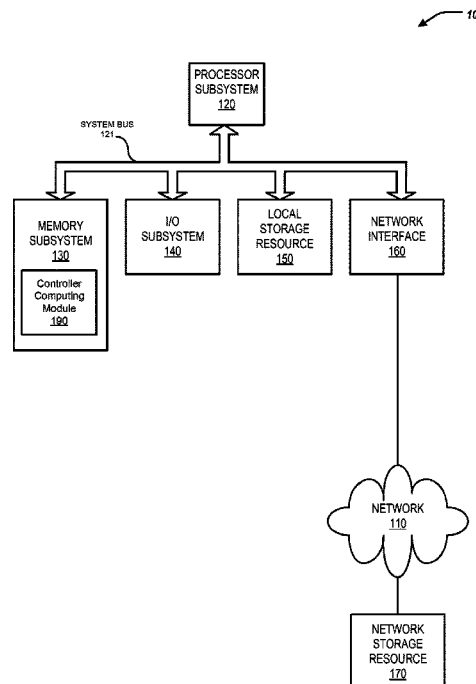 PROCESSOR
SUBSYSTEM
120
SYSTEM BUS
121
MEMORY
SUBSYSTEM
130
Controller
Computing
Module
190
I/O
SUBSYSTEM
140
LOCAL
STORAGE
RESOURCE
150
NETWORK
INTERFACE
160
NETWORK
110
NETWORK
STORAGE
RESOURCE
170